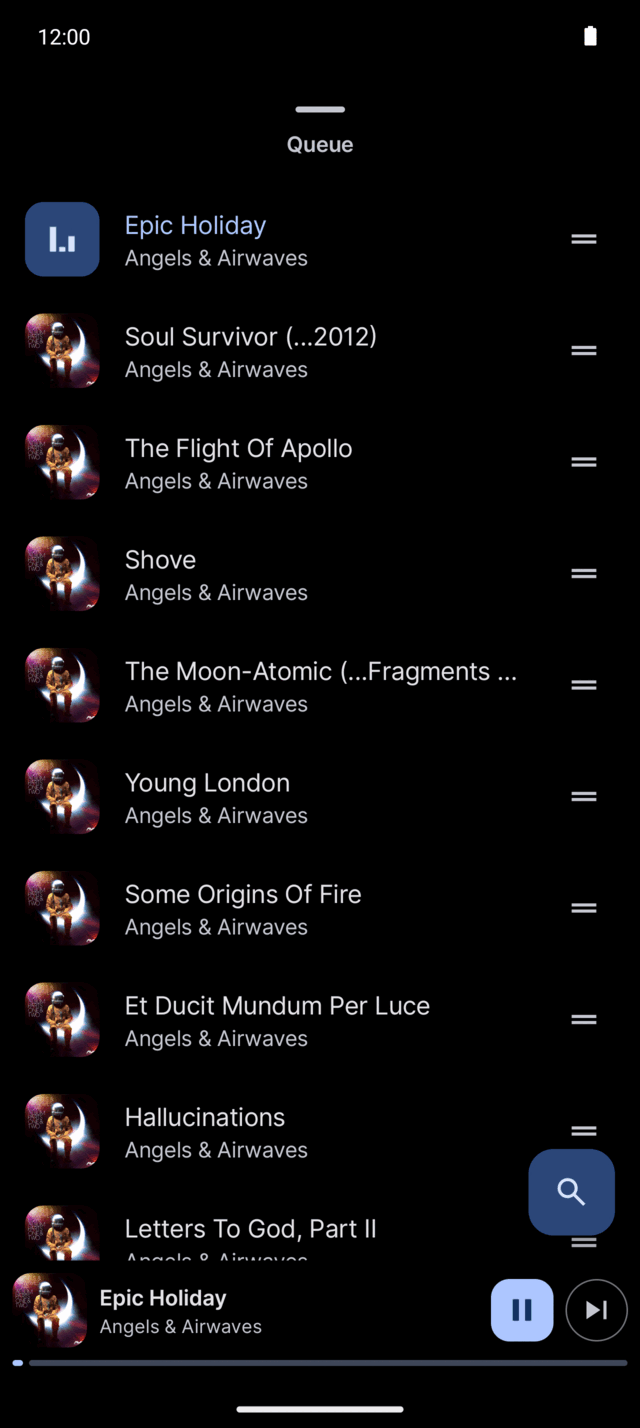 12:00
Queue
Epic Holiday
Angels & Airwaves
Soul Survivor (...2012)
Angels & Airwaves
The Flight Of Apollo
Angels & Airwaves
Shove
Angels & Airwaves
The Moon-Atomic (...Fragments ...
Angels & Airwaves
Young London
Angels & Airwaves
Some Origins Of Fire
Angels & Airwaves
Et Ducit Mundum Per Luce
Angels & Airwaves
Hallucinations
Angels & Airwaves
Letters To God, Part II
Angels & Airwaves
Epic Holiday
Angels & Airwaves